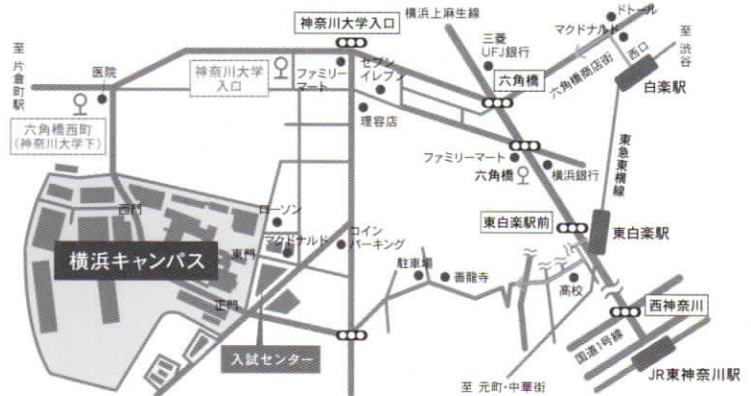 神奈川大学入口
横浜上麻生線
ドトール
マクドナルド
至 渋谷
西口
三菱
UFJ銀行
至 片倉町駅
医院
神奈川大学
入口
ファミリー
マート
セブン
イレブン
六角橋
六角橋商店街
白楽駅
理容店
六角橋西町
(神奈川大学下)
ファミリーマート
六角橋
横浜銀行
東急東横線
西門
ローソン
東白楽駅前
東白楽駅
横浜キャンパス
東門
マクドナルド
コイン
パーキング
駐車場
善龍寺
高校
正門
西神奈川
入試センター
国道1号線
JR東神奈川駅
至 元町・中華街